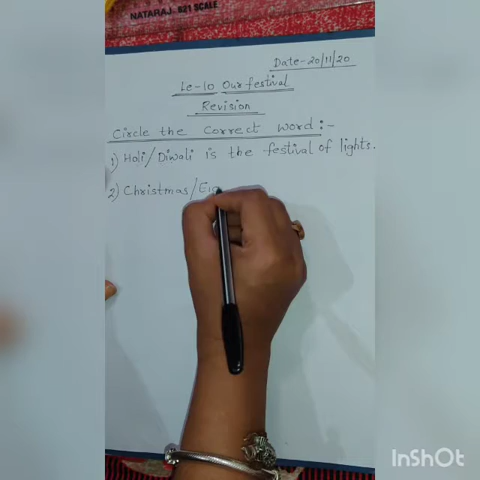 NATARAJ 621 SCALE
Date-20/11/20
Le-10 Our festival
Revision
Circle the Correct word:-
1) Holi/Diwali is the festival of lights.
2) Christmas/Ei
InShOt